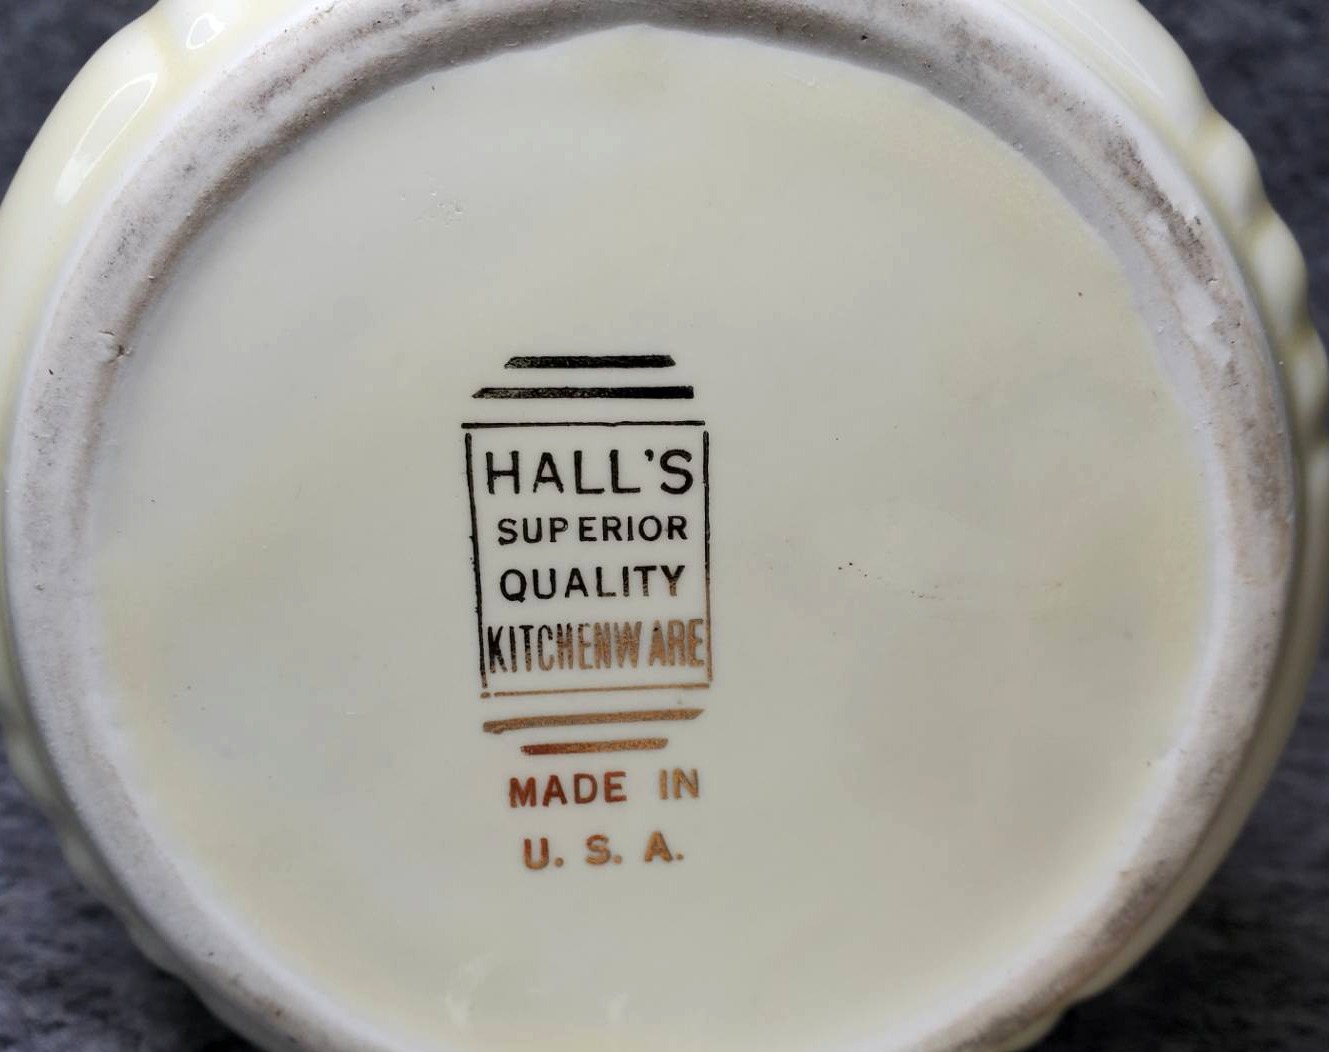 HALL'S
SUPERIOR
QUALITY
KITCHENWARE
MADE IN
U. S. A.